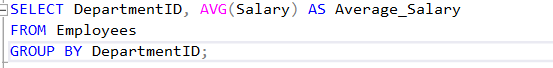 SELECT DepartmentID, AVG(Salary) AS Average_Salary
FROM Employees
GROUP BY DepartmentID;